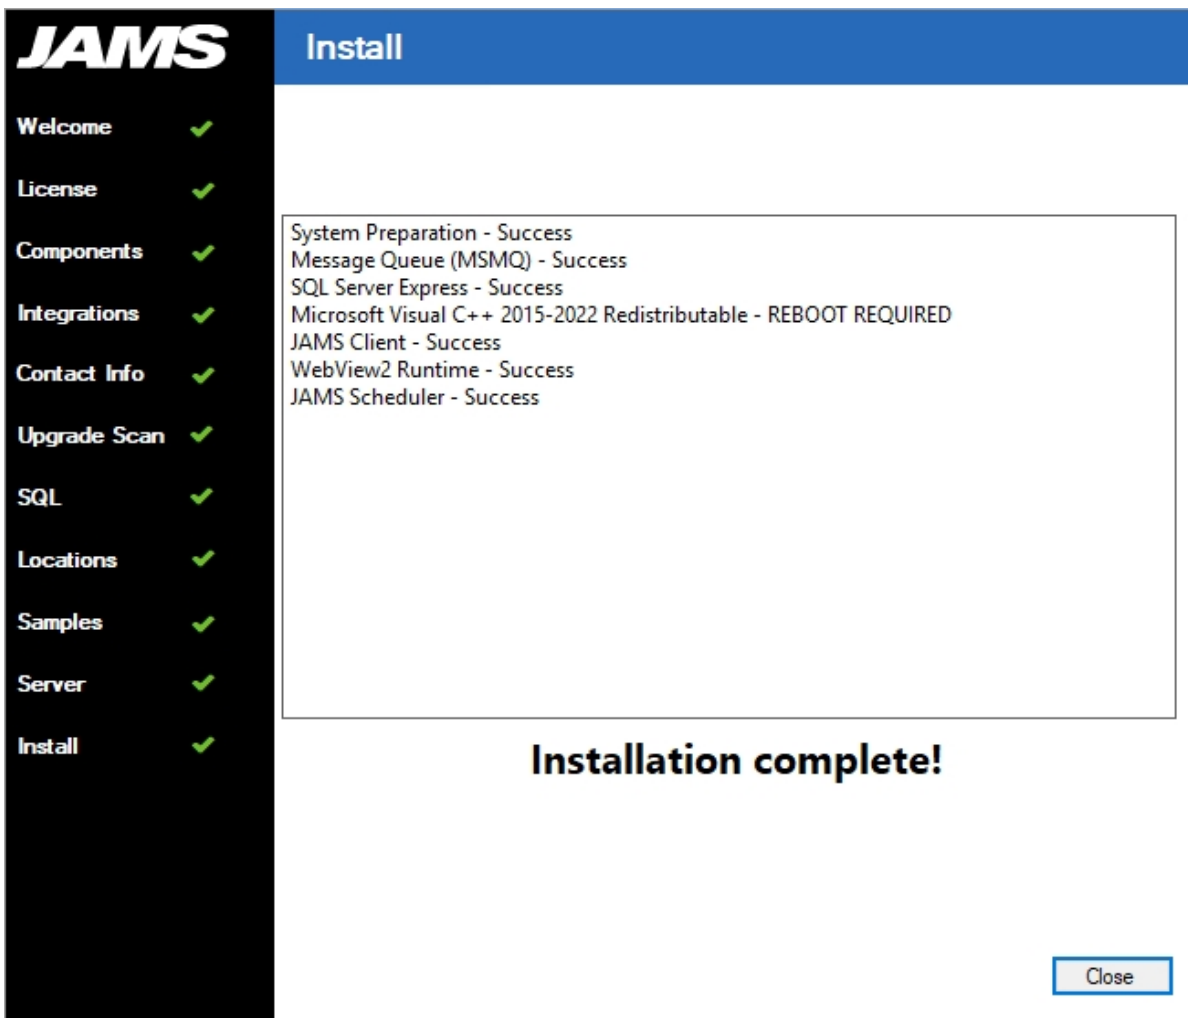 JAMS
Install
Welcome
License
Components
Integrations
Contact Info
Upgrade Scan
SQL
Locations
Samples
Server
Install
System Preparation - Success
Message Queue (MSMQ) - Success
SQL Server Express - Success
Microsoft Visual C++ 2015-2022 Redistributable - REBOOT REQUIRED
JAMS Client - Success
WebView2 Runtime - Success
JAMS Scheduler - Success
Installation complete!
Close